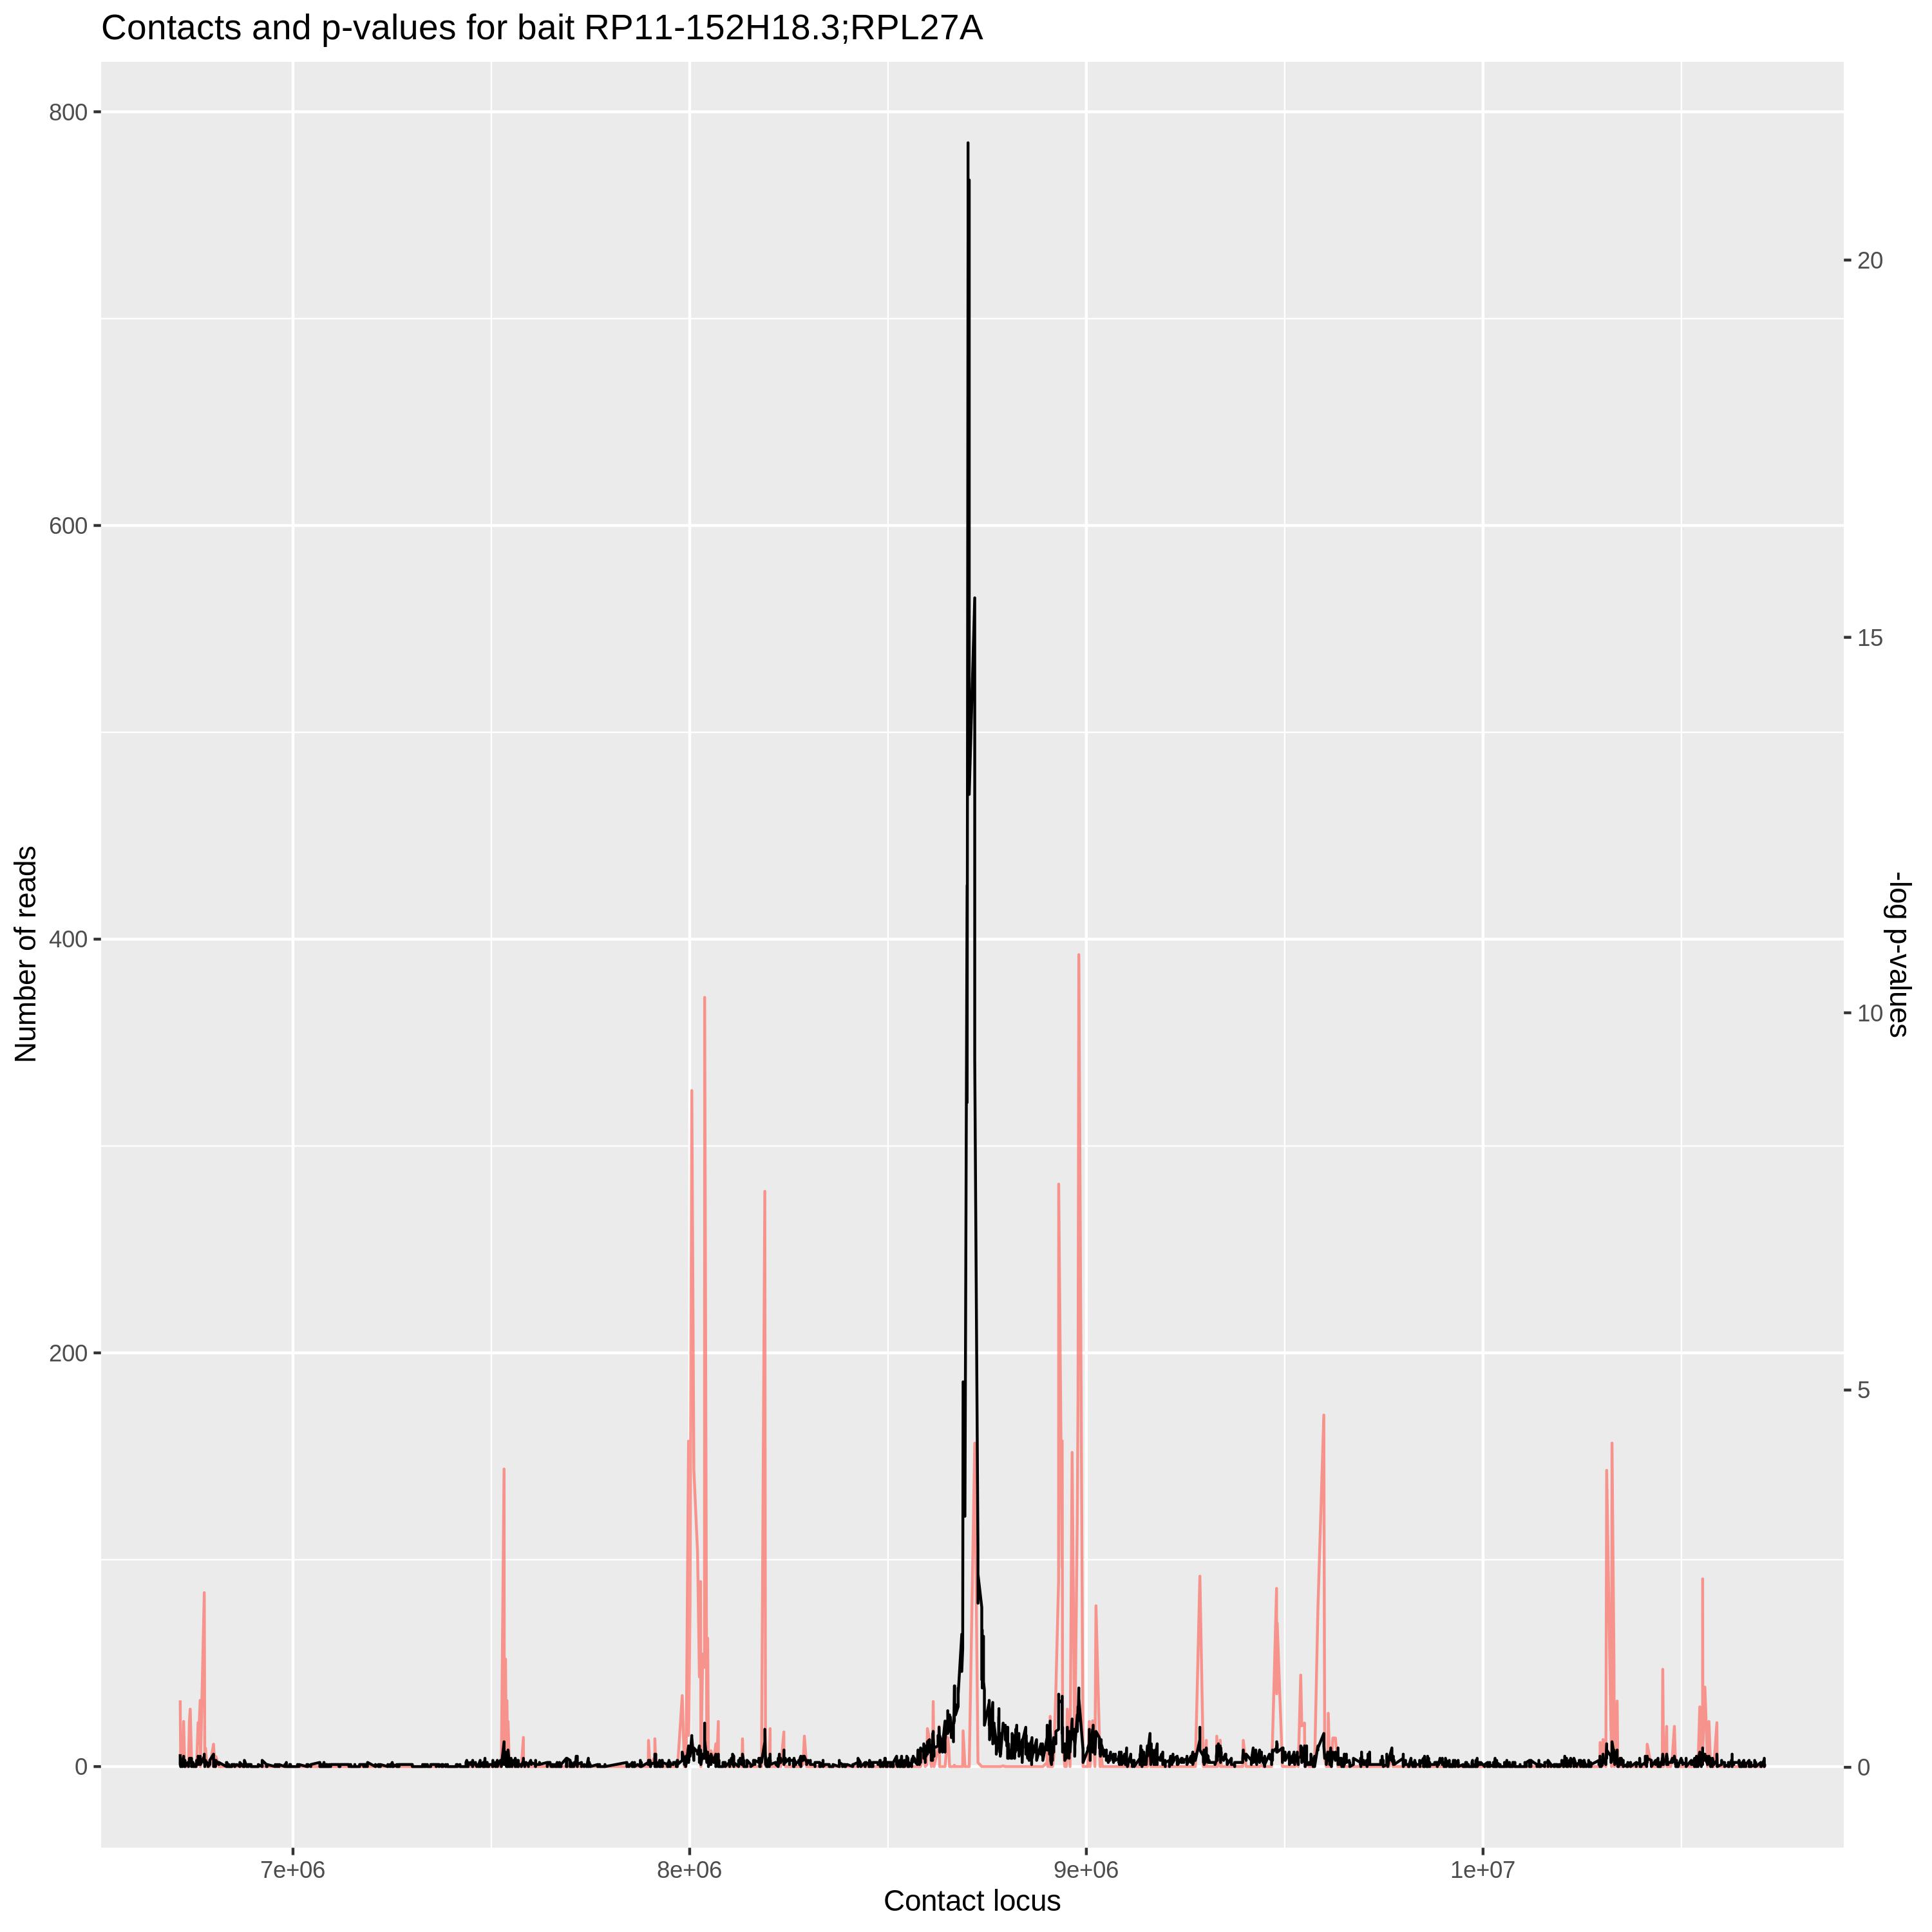 Contacts and p-values for bait RP11-152H18.3;RPL27A
800
600
400
200
0
Number of reads
20
15
10
5
0
-log p-values
7e+06 8e+06 9e+06 1e+07
Contact locus